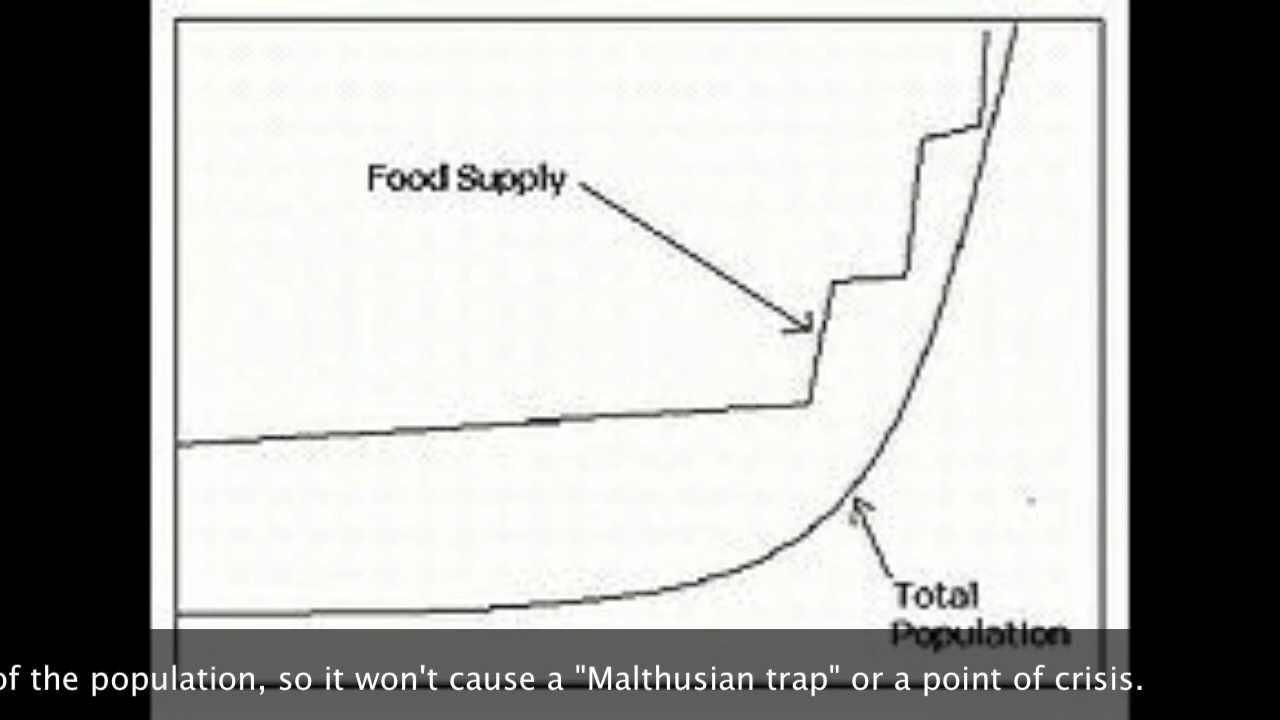 Food Supply
Total
Population
of the population, so it won't cause a "Malthusian trap" or a point of crisis.